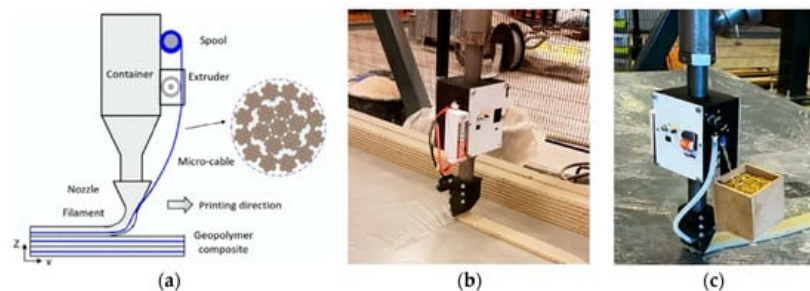 Spool
Container
Extruder
Micro-cable
Nozzle
Filament
Printing direction
Geopolymer
composite
Z
(a)
(b)
(c)